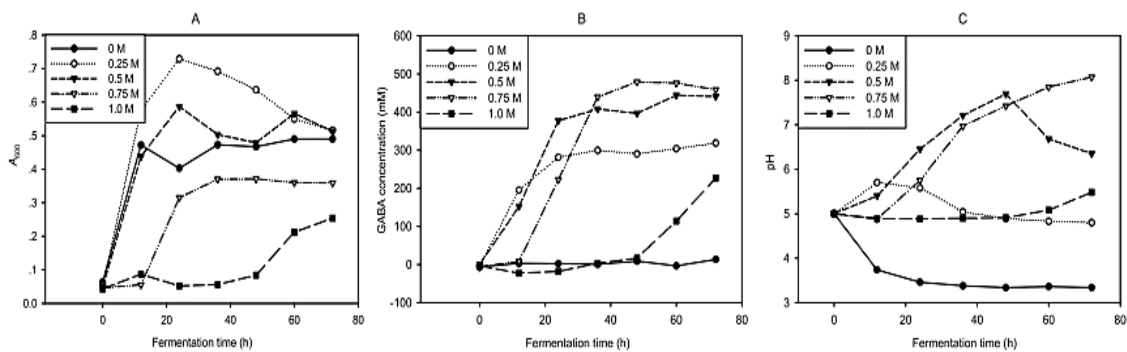 A
B
C
.8
.7
.6
.5
.4
.3
.2
.1
0.0
A600
0 M
0.25 M
0.5 M
0.75 M
1.0 M
0
20
40
60
80
Fermentation time (h)
600
500
400
300
200
100
0
-100
GABA concentration (mM)
0 M
0.25 M
0.5 M
0.75 M
1.0 M
0
20
40
60
80
Fermentation time (h)
9
8
7
6
5
4
3
pH
0 M
0.25 M
0.5 M
0.75 M
1.0 M
0
20
40
60
80
Fermentation time (h)